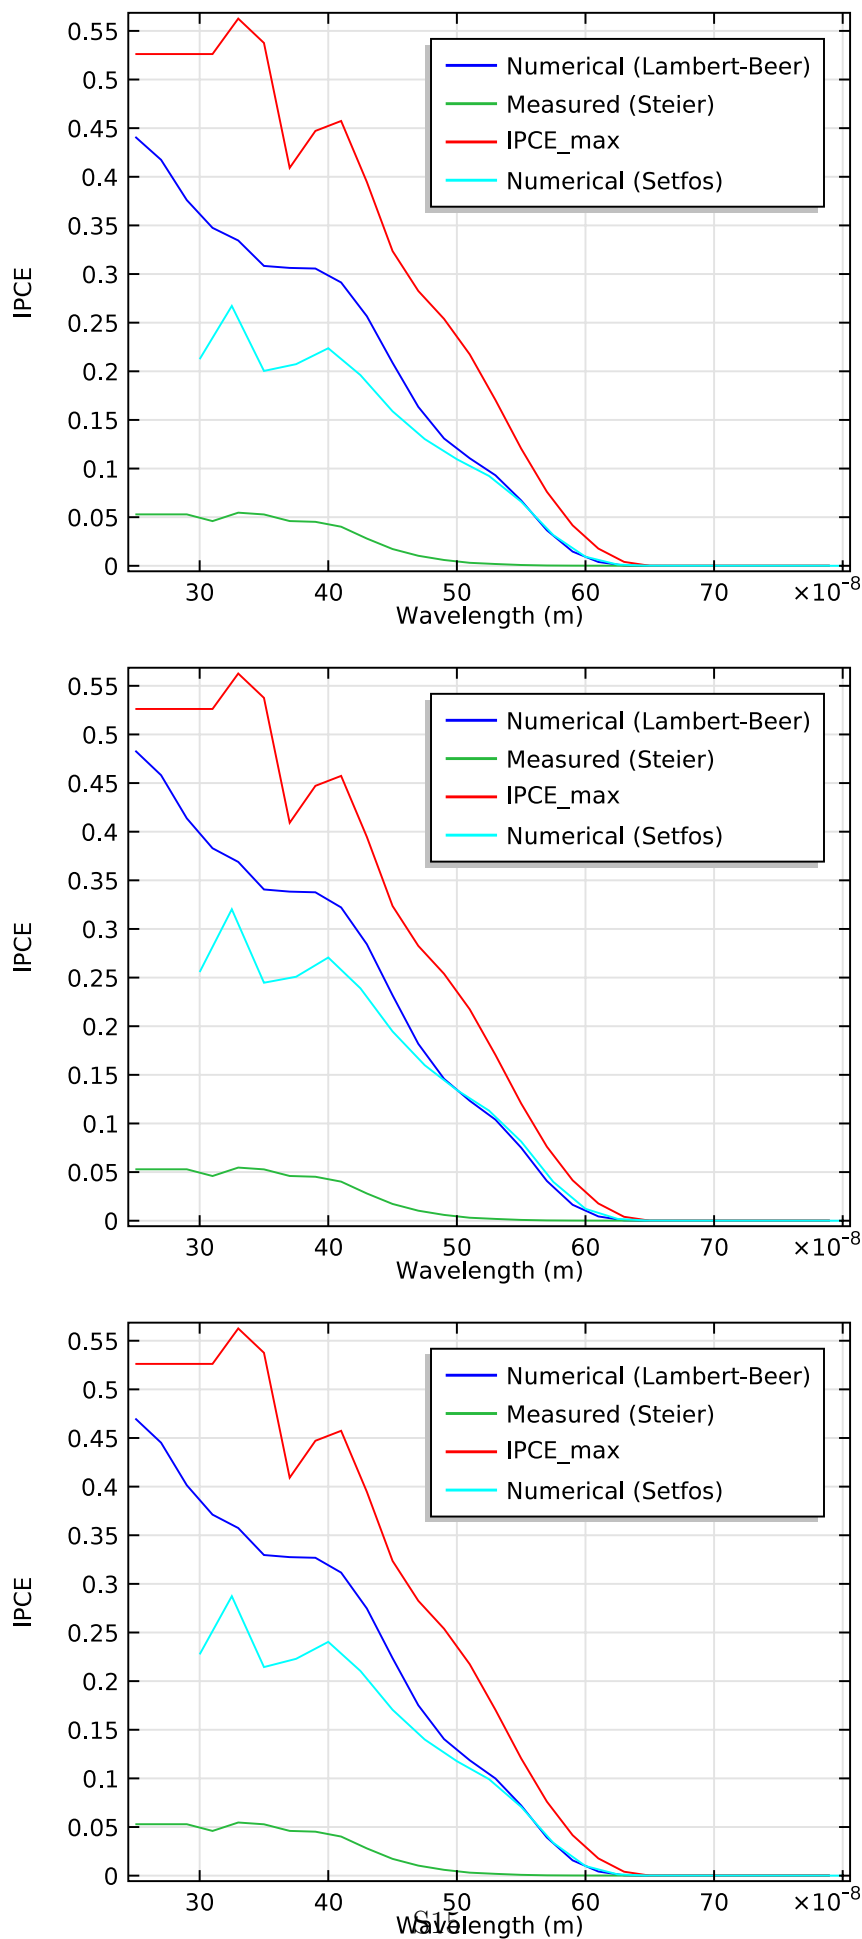 0.55
0.5
0.45
0.4
0.35
0.3
0.25
0.2
0.15
0.1
0.05
0
IPCE
Numerical (Lambert-Beer)
Measured (Steier)
IPCE_max
Numerical (Setfos)
30 40 50 60 70 ×10⁻⁸
Wavelength (m)
0.55
0.5
0.45
0.4
0.35
0.3
0.25
0.2
0.15
0.1
0.05
0
IPCE
Numerical (Lambert-Beer)
Measured (Steier)
IPCE_max
Numerical (Setfos)
30 40 50 60 70 ×10⁻⁸
Wavelength (m)
0.55
0.5
0.45
0.4
0.35
0.3
0.25
0.2
0.15
0.1
0.05
0
IPCE
Numerical (Lambert-Beer)
Measured (Steier)
IPCE_max
Numerical (Setfos)
30 40 50 60 70 ×10⁻⁸
Wavelength (m)
S15